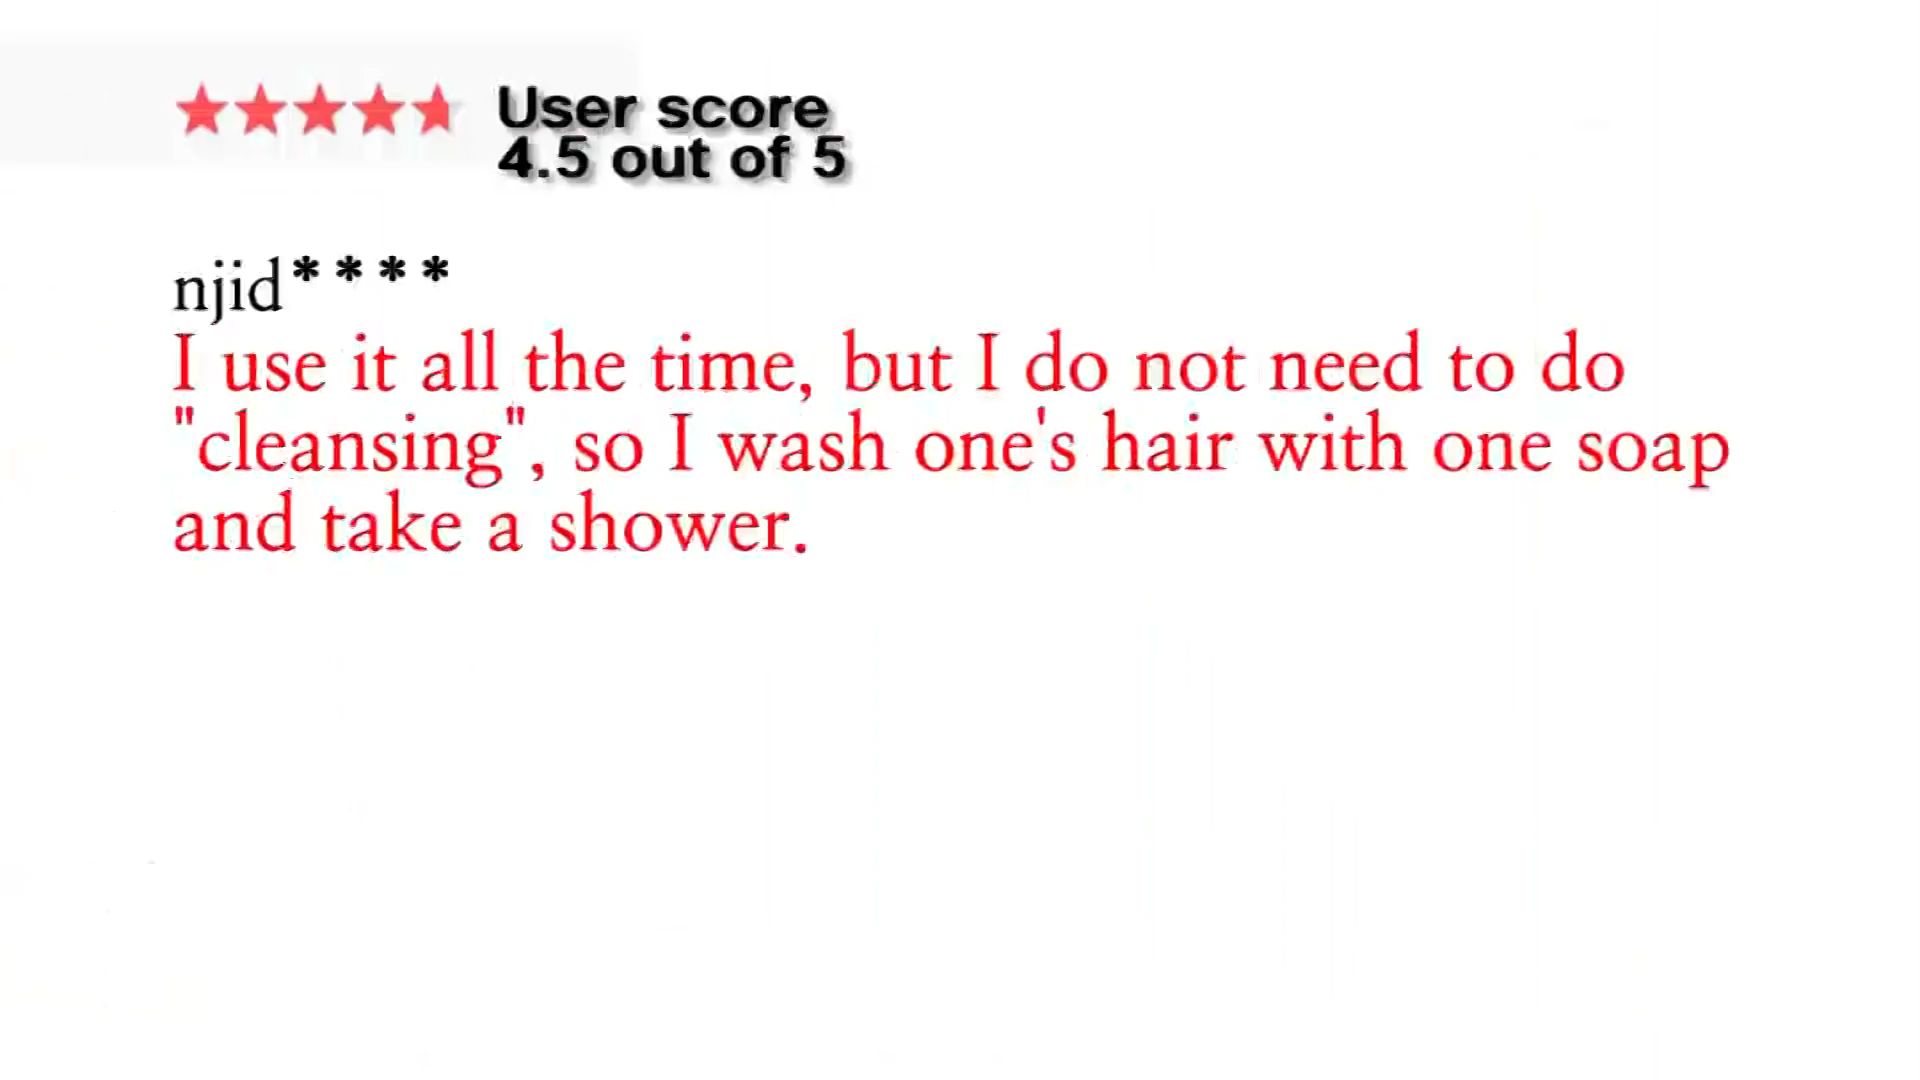 User score
4.5 out of 5
njid****
I use it all the time, but I do not need to do
"cleansing", so I wash one's hair with one soap
and take a shower.